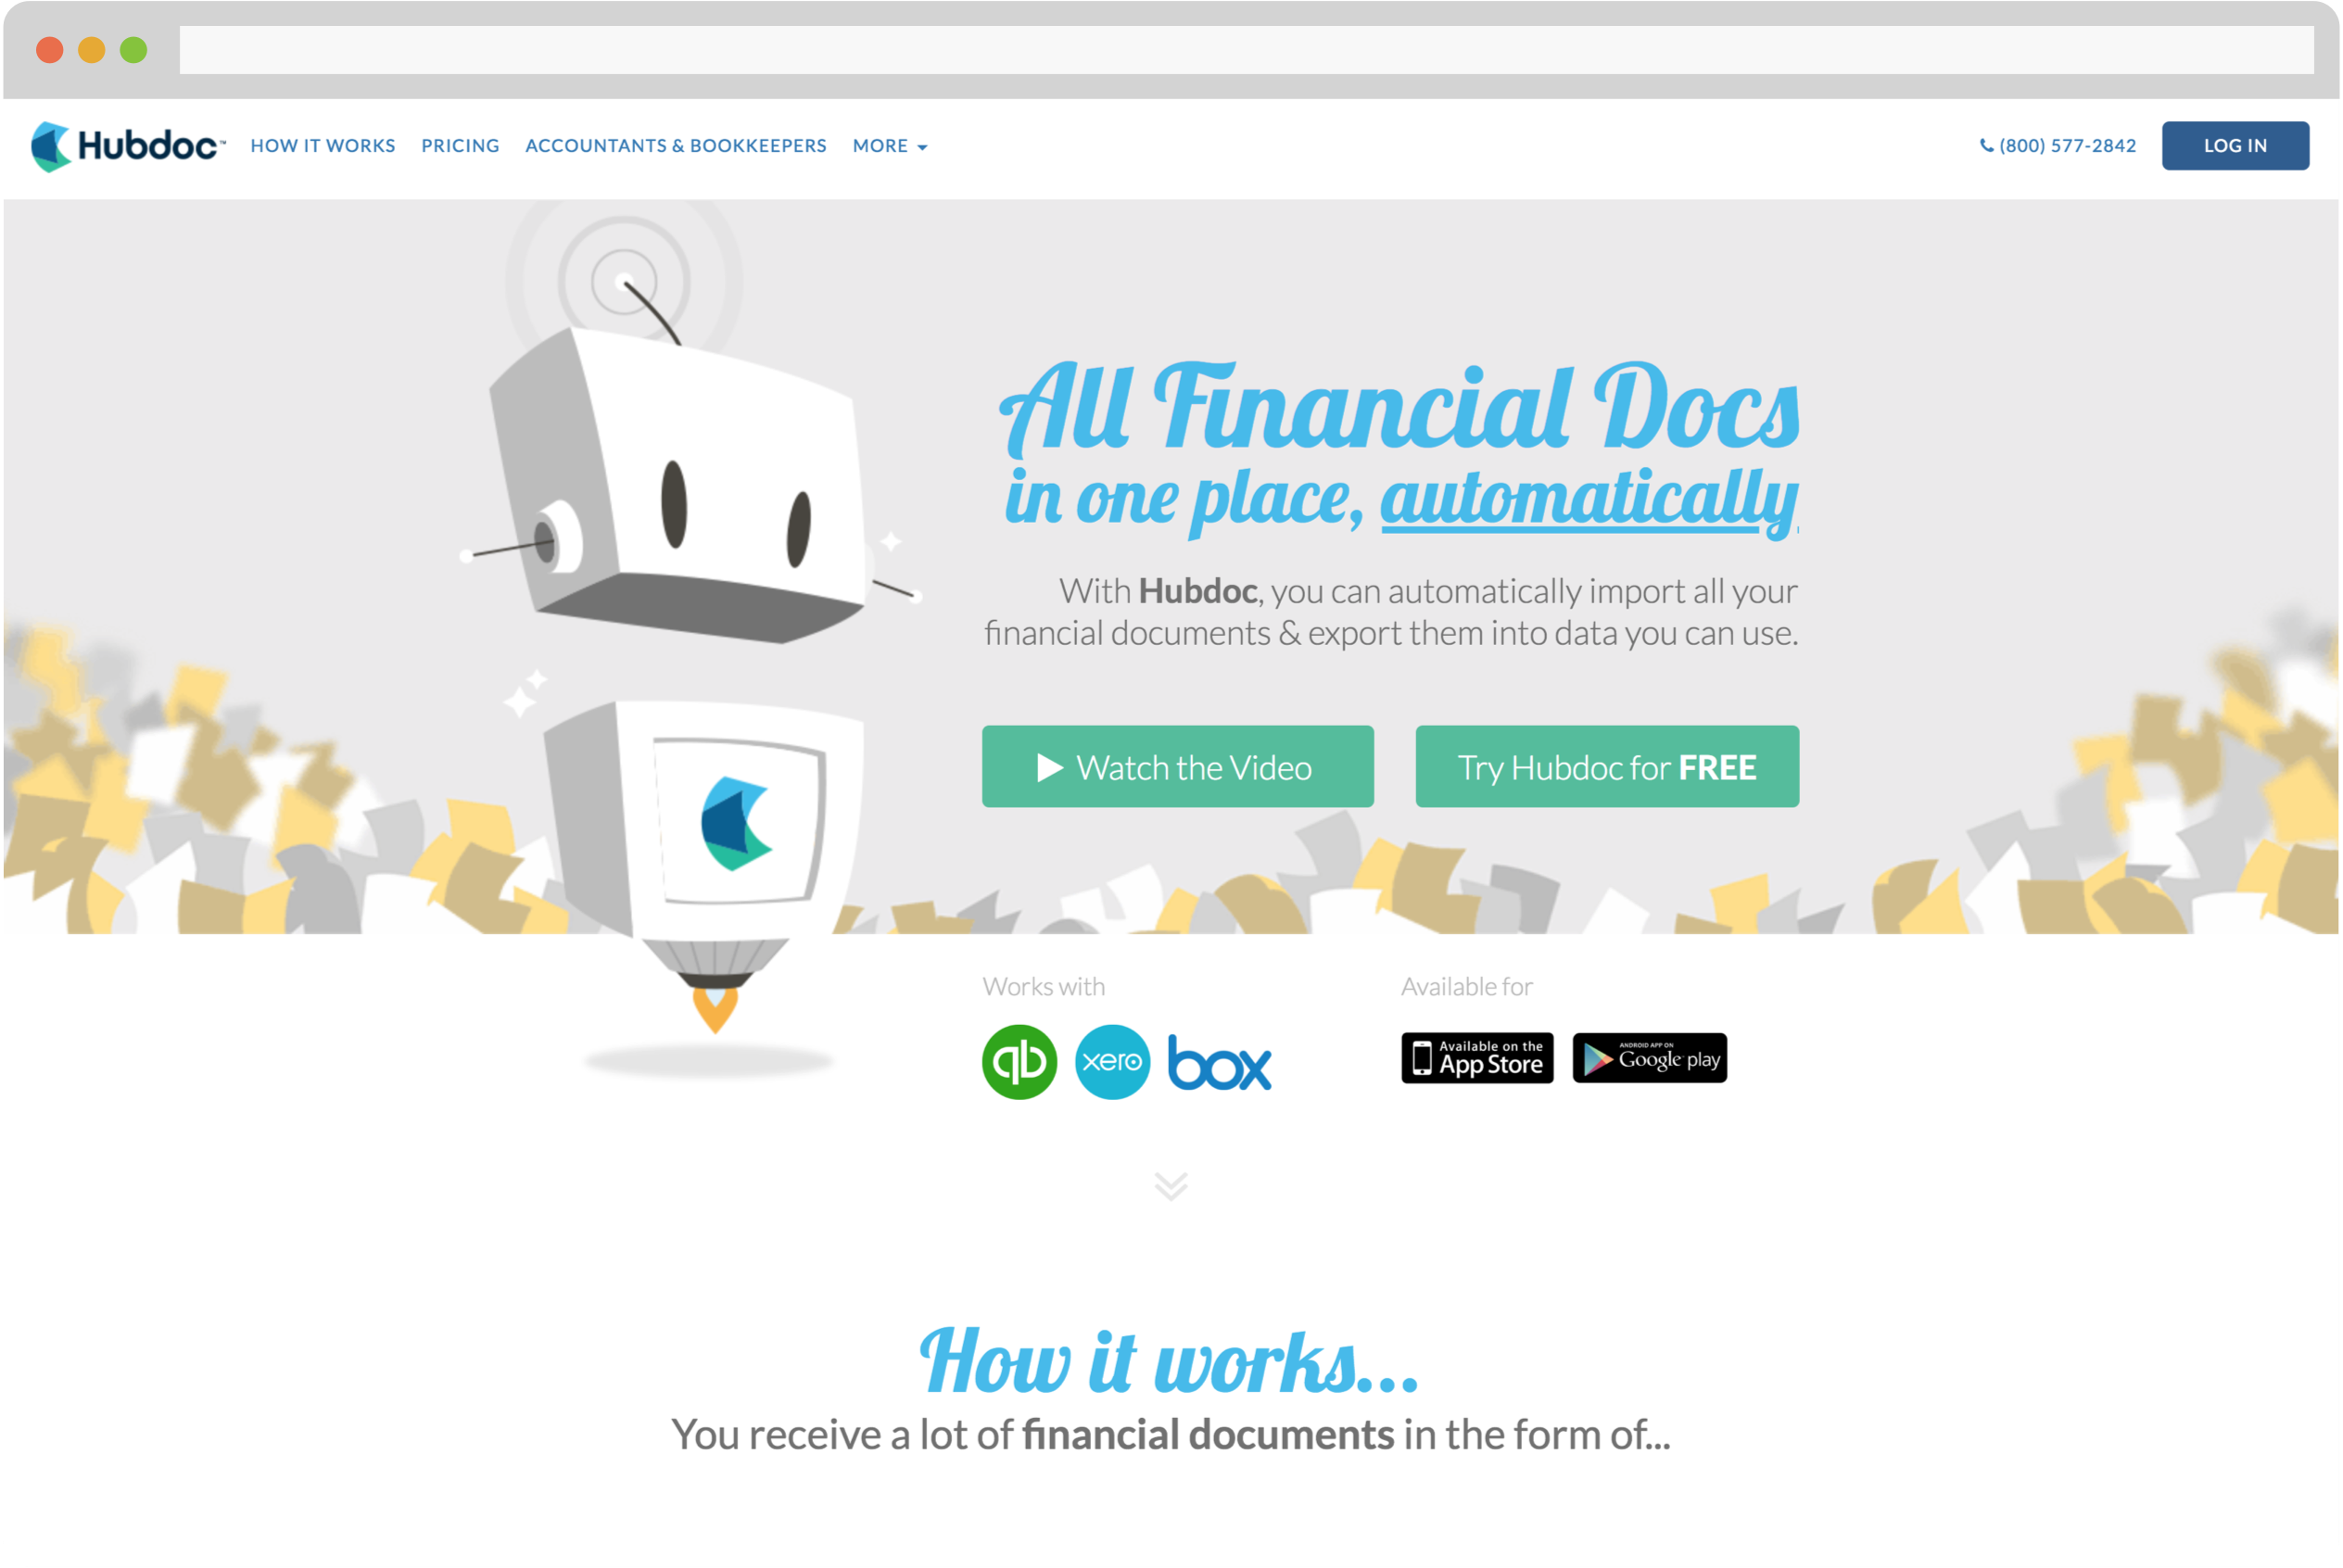 Hubdoc™
HOW IT WORKS PRICING ACCOUNTANTS & BOOKKEEPERS MORE
(800) 577-2842
LOG IN
All Financial Docs
in one place, automatically
With Hubdoc, you can automatically import all your
financial documents & export them into data you can use.
Watch the Video
Try Hubdoc for FREE
Works with
qb
xero
box
Available for
Available on the
App Store
ANDROID APP ON
Google play
How it works...
You receive a lot of financial documents in the form of...